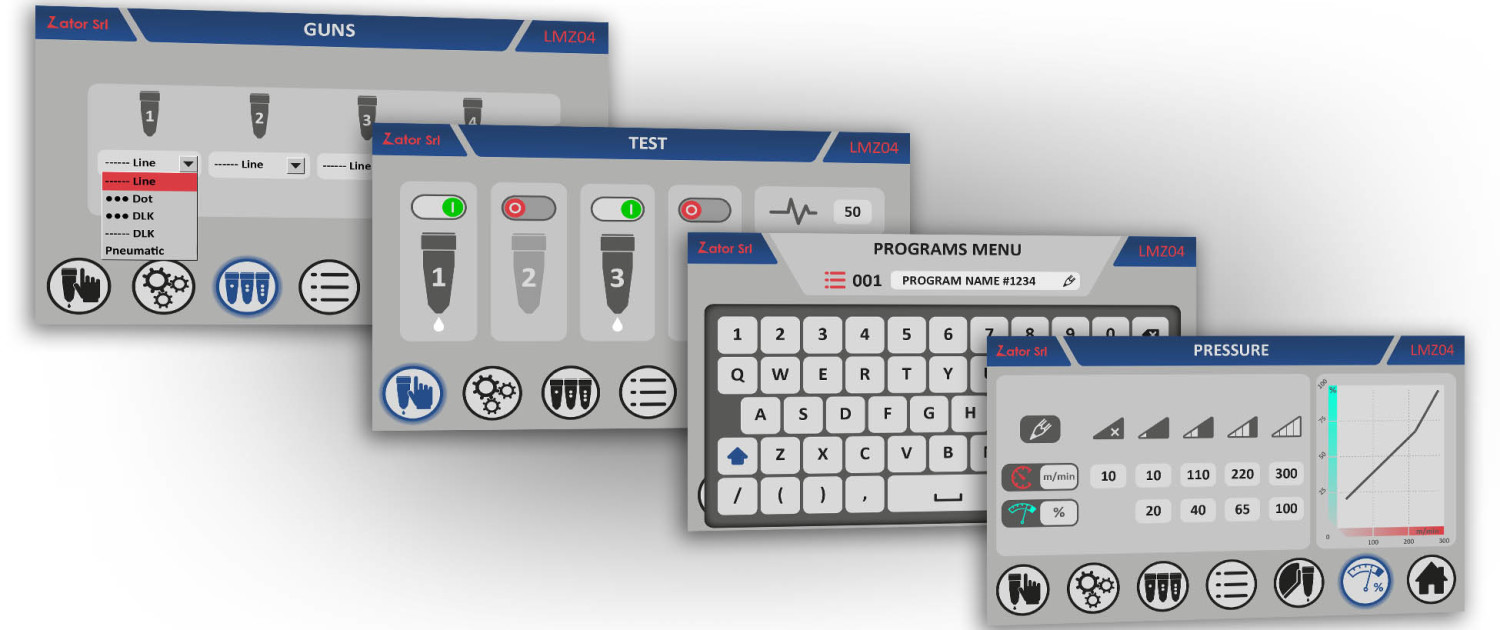 Zator Srl GUNS LMZ04
1 2 3 4
------ Line ------ Line ------ Line
------ Line
●●● Dot
●●● DLK
------ DLK
Pneumatic
Zator Srl TEST LMZ04
50
1 2 3
Zator Srl PROGRAMS MENU LMZ04
001 PROGRAM NAME #1234
1 2 3 4 5 6 7 8 9 0
Q W E R T Y
A S D F G H
Z X C V B
/ ( ) ,
Zator Srl PRESSURE LMZ04
m/min 10 10 110 220 300
% 20 40 65 100
%
100
75
50
25
0 100 200 300
m/min
%